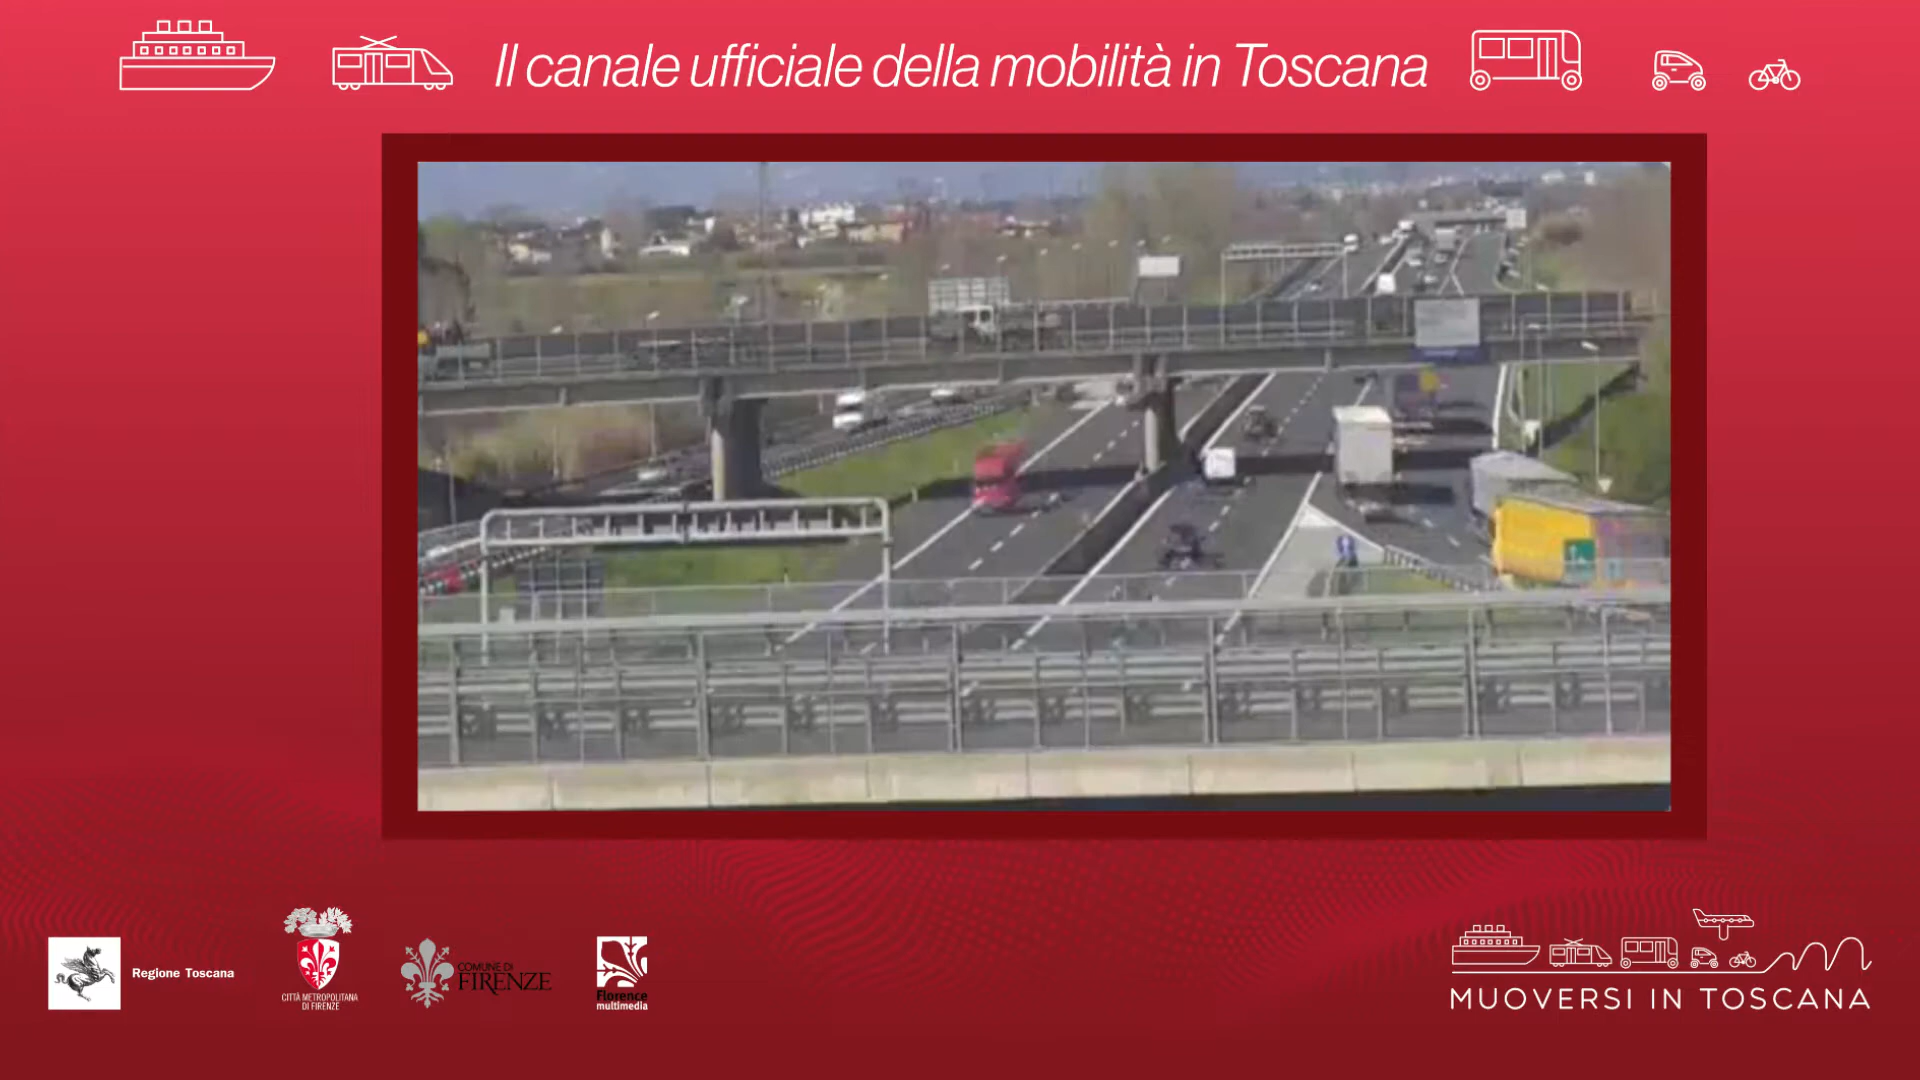 Il canale ufficiale della mobilità in Toscana
Regione Toscana
CITTÀ METROPOLITANA
DI FIRENZE
COMUNE DI
FIRENZE
Florence
multimedia
MUOVERSI IN TOSCANA